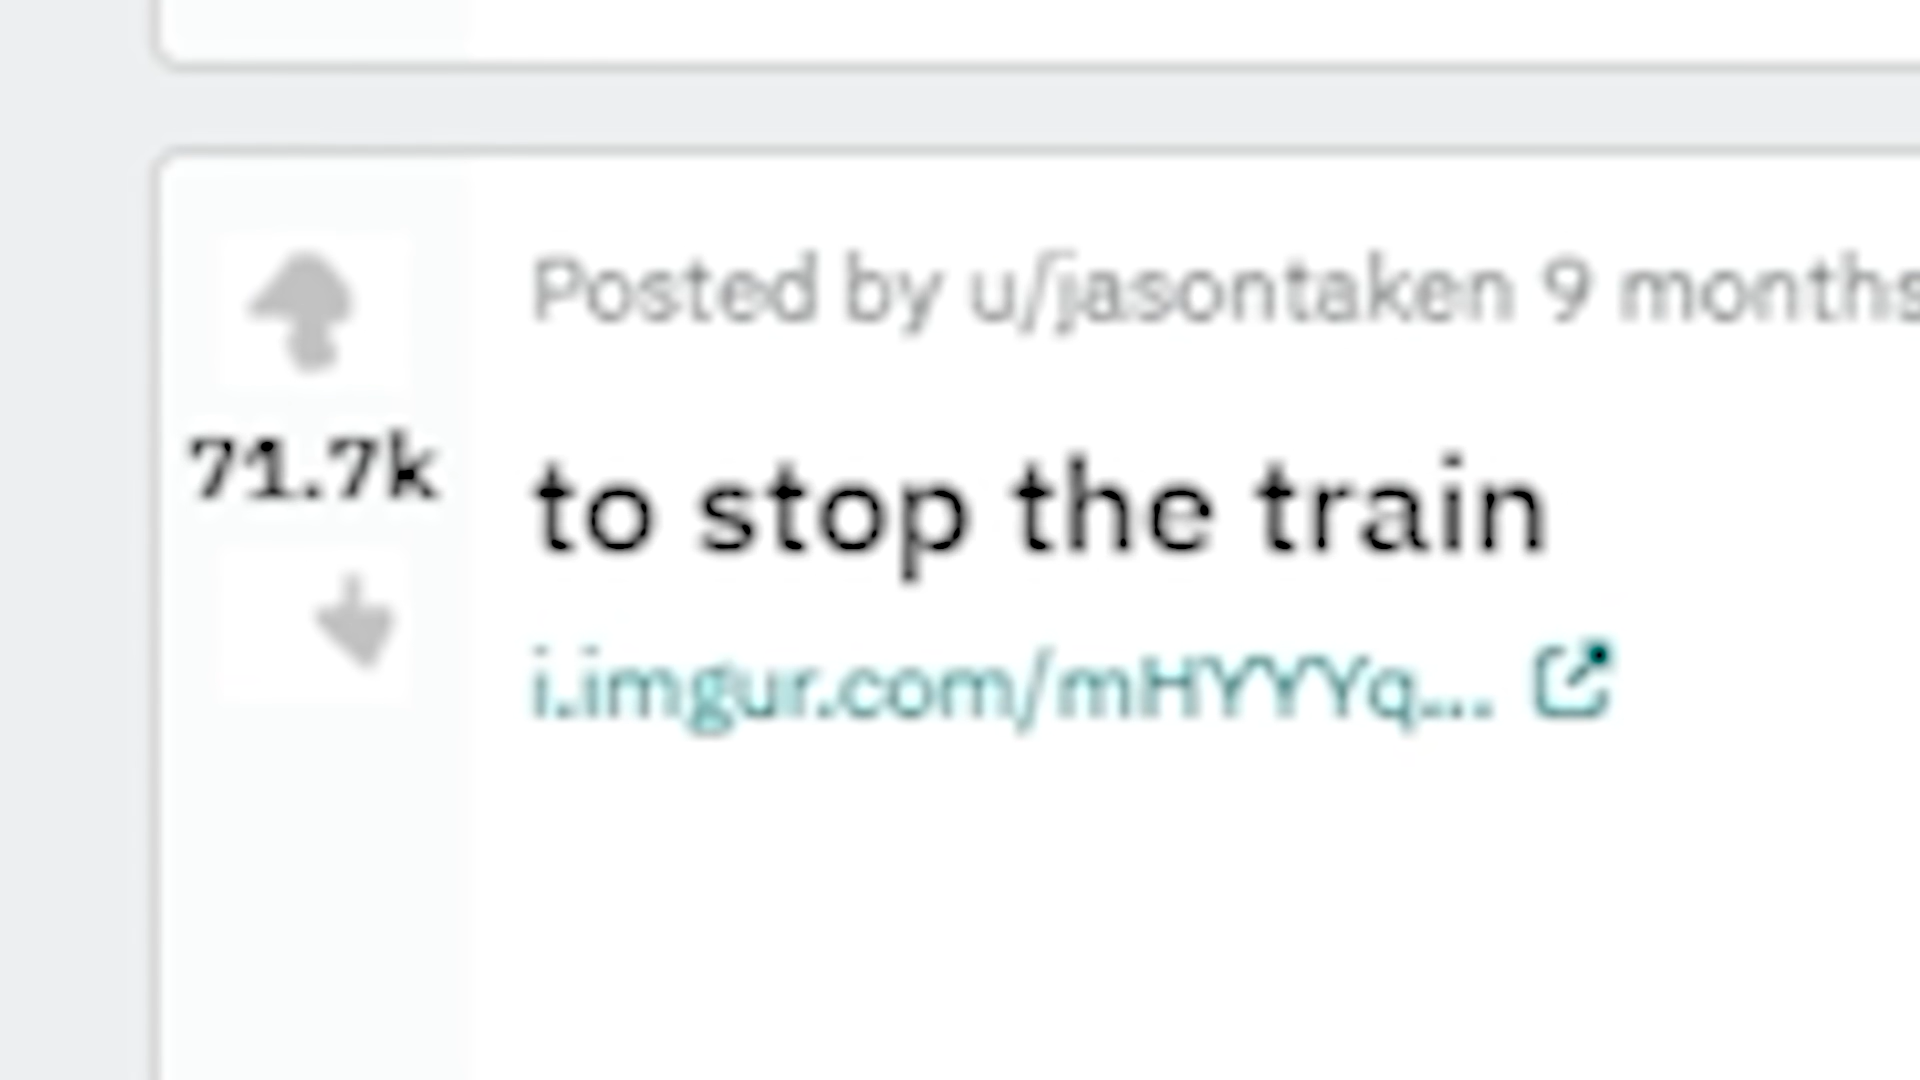 Posted by u/jasontaken 9 months
71.7k
to stop the train
i.imgur.com/mHYYYq...